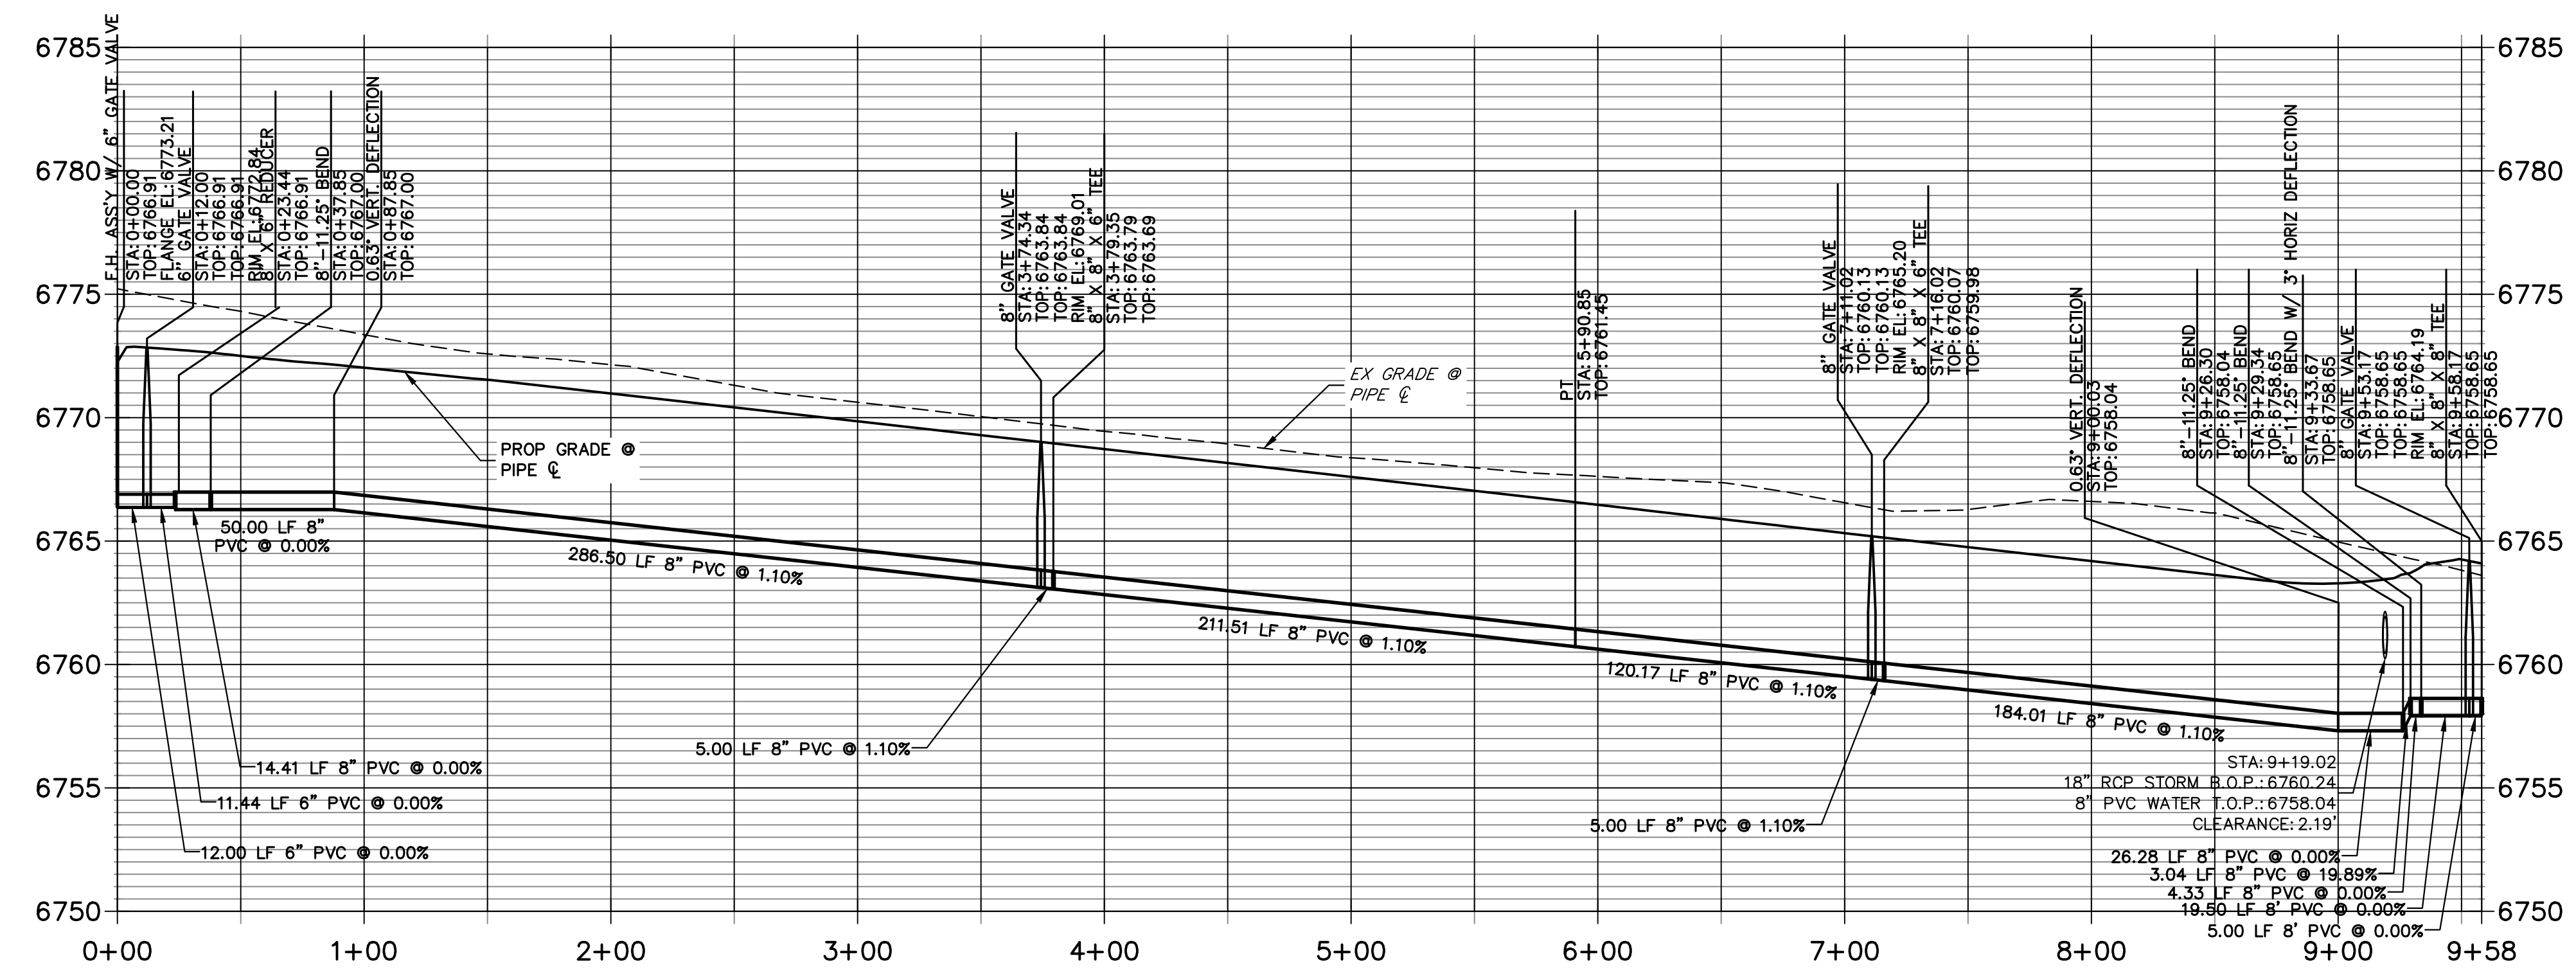 6785
6780
6775
6770
6765
6760
6755
6750
F.H. ASS'Y W/ 6" GATE VALVE
STA: 0+00.00
TOP: 6766.91
FLANGE EL: 6773.21
6" GATE VALVE
STA: 0+12.00
TOP: 6766.91
TOP: 6766.91
RIM EL: 6772.84
8" X 6" REDUCER
STA: 0+23.44
TOP: 6766.91
8"-11.25° BEND
STA: 0+37.85
TOP: 6767.00
0.63° VERT. DEFLECTION
STA: 0+87.85
TOP: 6767.00
8" GATE VALVE
STA: 3+74.34
TOP: 6763.84
TOP: 6763.84
RIM EL: 6769.01
8" X 8" X 6" TEE
STA: 3+79.35
TOP: 6763.79
TOP: 6763.69
PT
STA: 5+90.85
TOP: 6761.45
8" GATE VALVE
STA: 7+11.02
TOP: 6760.13
TOP: 6760.13
RIM EL: 6765.20
8" X 8" X 6" TEE
STA: 7+16.02
TOP: 6760.07
TOP: 6759.98
0.63° VERT. DEFLECTION
STA: 9+00.03
TOP: 6758.04
8"-11.25° BEND
STA: 9+26.30
TOP: 6758.04
8"-11.25° BEND
STA: 9+29.34
TOP: 6758.65
8"-11.25° BEND W/ 3° HORIZ DEFLECTION
STA: 9+33.67
TOP: 6758.65
8" GATE VALVE
STA: 9+53.17
TOP: 6758.65
TOP: 6758.65
RIM EL: 6764.19
8" X 8" X 8" TEE
STA: 9+58.17
TOP: 6758.65
TOP: 6758.65
EX GRADE @
PIPE ℄
PROP GRADE @
PIPE ℄
50.00 LF 8"
PVC @ 0.00%
286.50 LF 8" PVC @ 1.10%
211.51 LF 8" PVC @ 1.10%
120.17 LF 8" PVC @ 1.10%
184.01 LF 8" PVC @ 1.10%
5.00 LF 8" PVC @ 1.10%
14.41 LF 8" PVC @ 0.00%
11.44 LF 6" PVC @ 0.00%
12.00 LF 6" PVC @ 0.00%
5.00 LF 8" PVC @ 1.10%
STA: 9+19.02
18" RCP STORM B.O.P.: 6760.24
8" PVC WATER T.O.P.: 6758.04
CLEARANCE: 2.19'
26.28 LF 8" PVC @ 0.00%
3.04 LF 8" PVC @ 19.89%
4.33 LF 8" PVC @ 0.00%
19.50 LF 8' PVC @ 0.00%
5.00 LF 8' PVC @ 0.00%
6785
6780
6775
6770
6765
6760
6755
6750
0+00
1+00
2+00
3+00
4+00
5+00
6+00
7+00
8+00
9+00
9+58